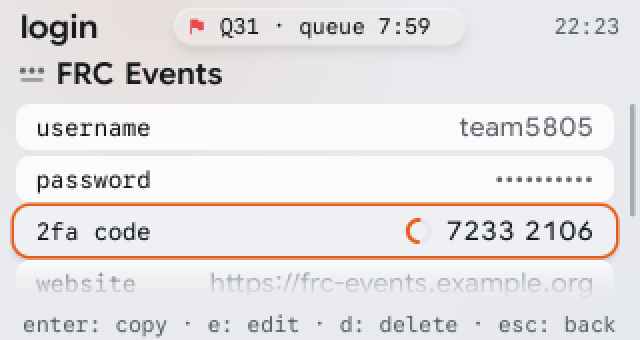 login
Q31 · queue 7:59
22:23
FRC Events
username team5805
password ••••••••••
2fa code 7233 2106
website https://frc-events.example.org
enter: copy · e: edit · d: delete · esc: back